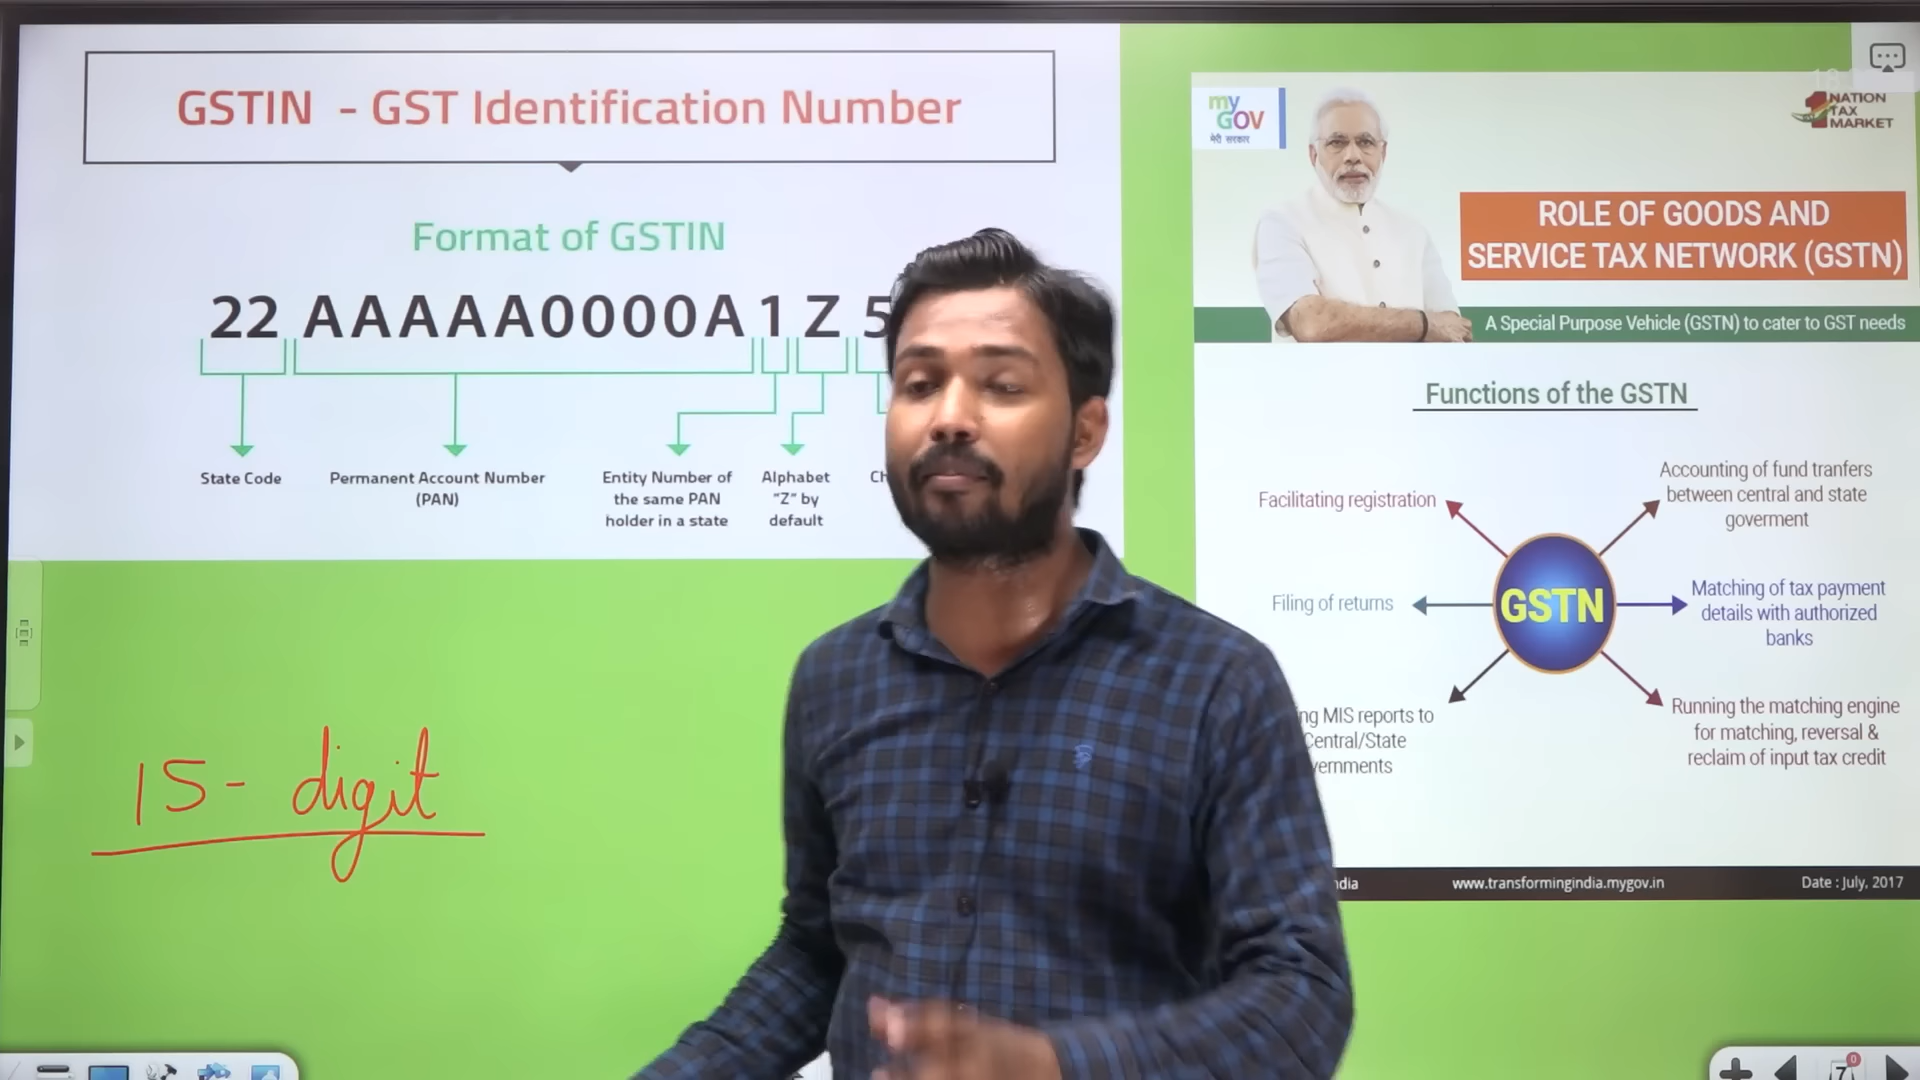 GSTIN - GST Identification Number
Format of GSTIN
22 AAAAA0000A 1 Z 5
State Code
Permanent Account Number
(PAN)
Entity Number of
the same PAN
holder in a state
Alphabet
"Z" by
default
15- digit
my
GOV
मेरी सरकार
1 NATION
TAX
MARKET
ROLE OF GOODS AND
SERVICE TAX NETWORK (GSTN)
A Special Purpose Vehicle (GSTN) to cater to GST needs
Functions of the GSTN
Facilitating registration
Accounting of fund tranfers
between central and state
goverment
Filing of returns
GSTN
Matching of tax payment
details with authorized
banks
MIS reports to
Central/State
Running the matching engine
for matching, reversal &
reclaim of input tax credit
www.transformingindia.mygov.in
Date : July, 2017
7
0